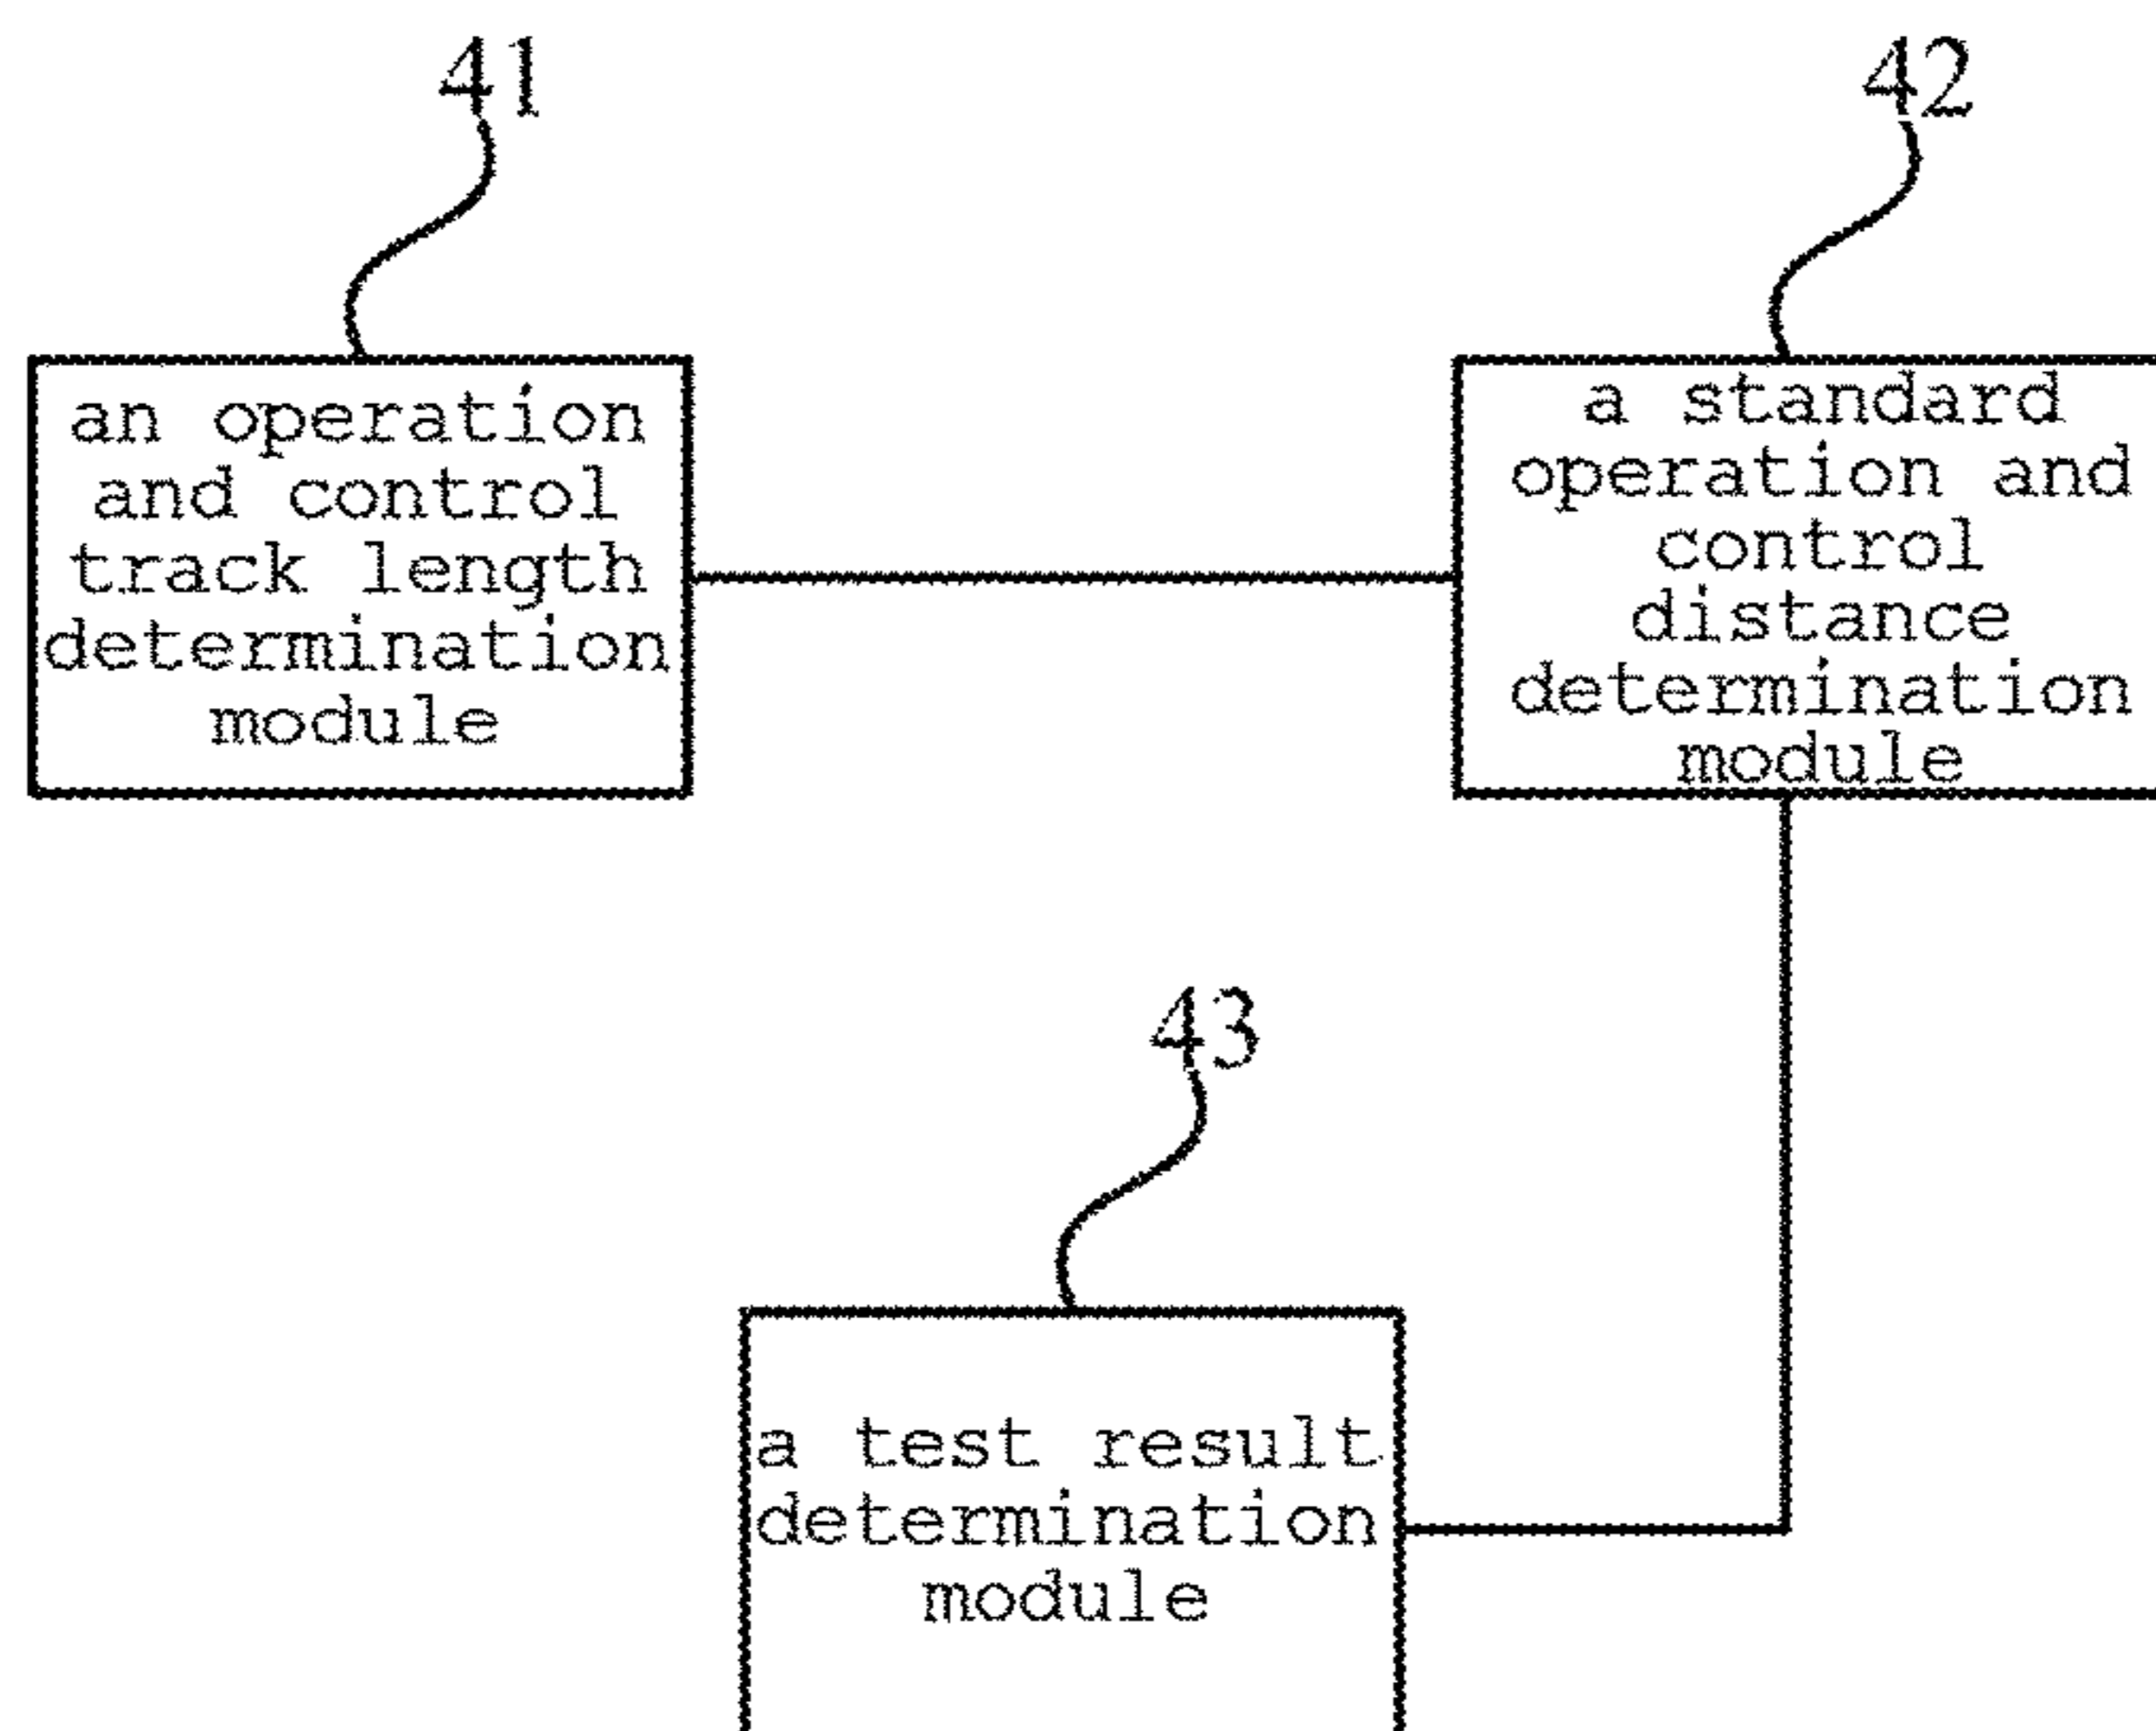 41
42
an operation
and control
track length
determination
module
a standard
operation and
control
distance
determination
module
43
a test result
determination
module